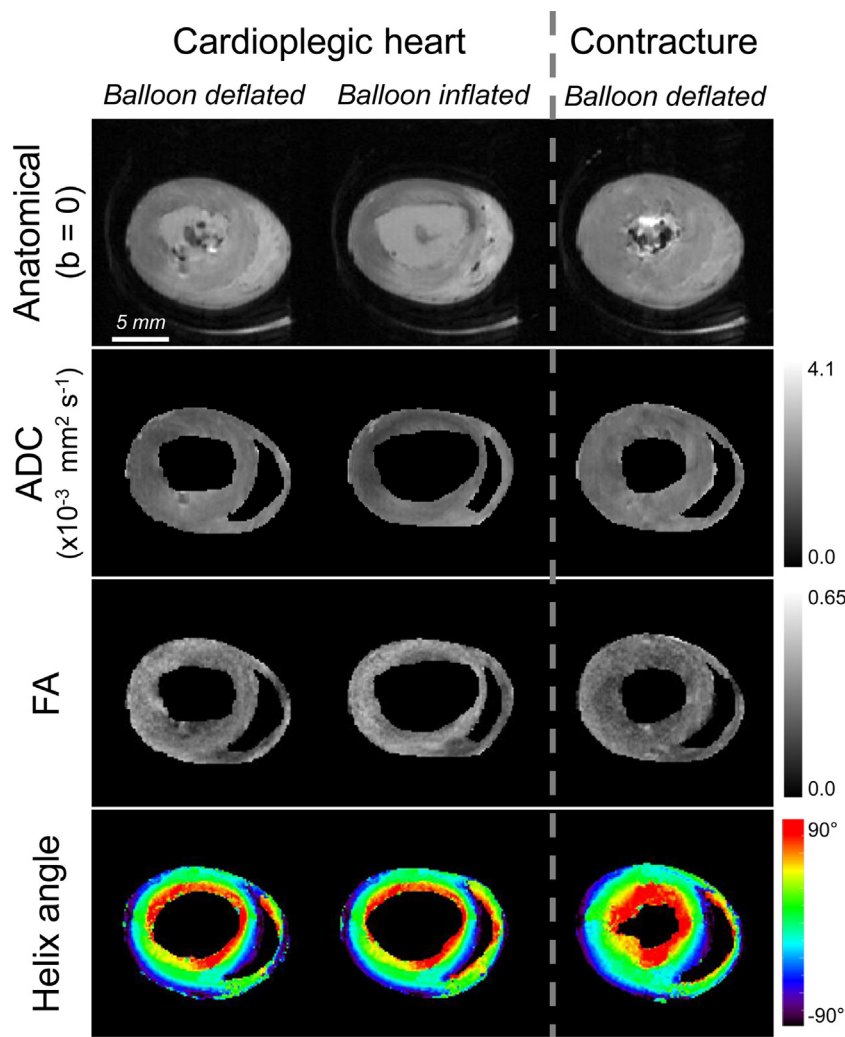 Cardioplegic heart
Contracture
Balloon deflated
Balloon inflated
Balloon deflated
Anatomical
(b = 0)
5 mm
ADC
(x10⁻³ mm² s⁻¹)
4.1
0.0
FA
0.65
0.0
Helix angle
90°
-90°